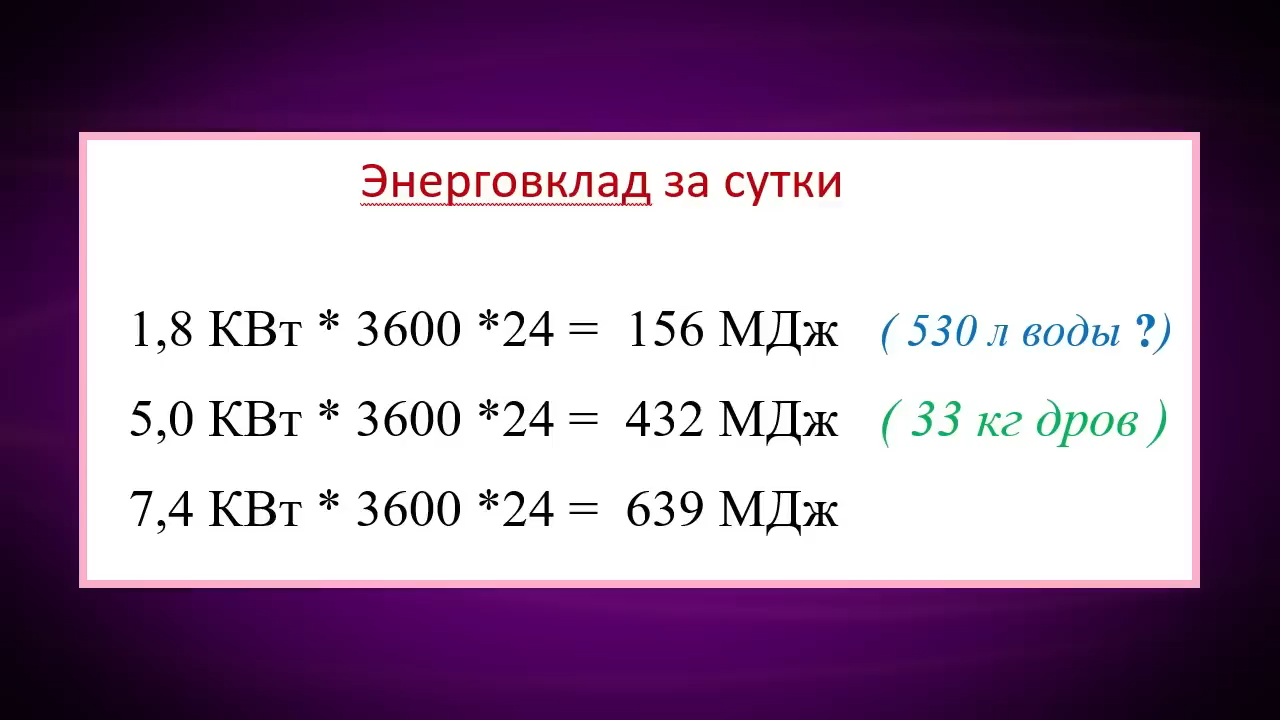 Энерговклад за сутки
1,8 КВт * 3600 *24 = 156 МДж ( 530 л воды ?)
5,0 КВт * 3600 *24 = 432 МДж ( 33 кг дров )
7,4 КВт * 3600 *24 = 639 МДж